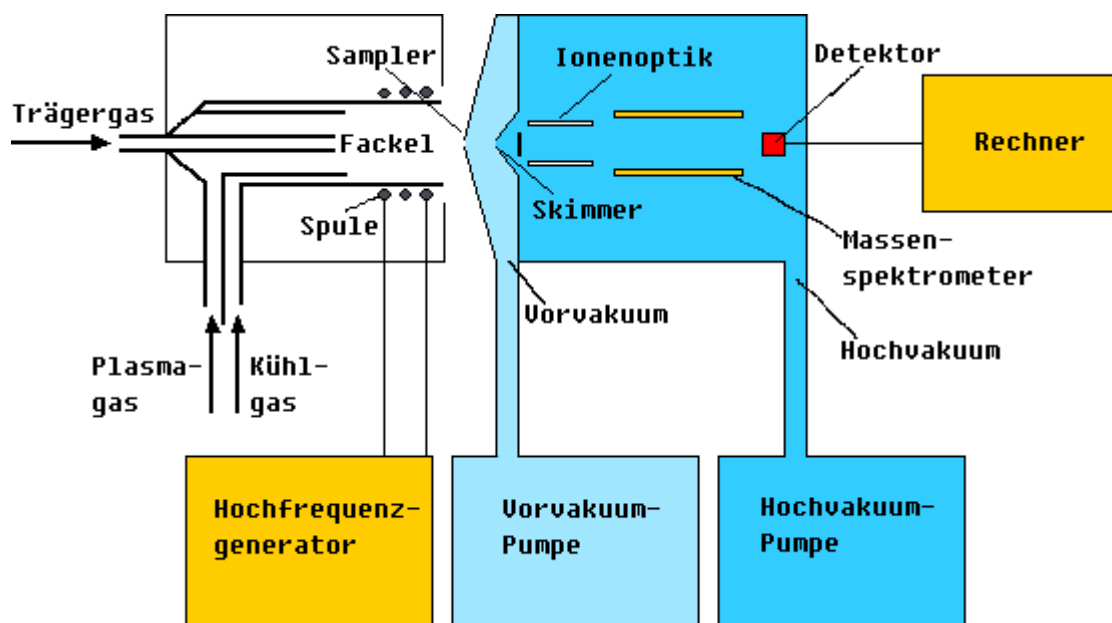 Sampler
Ionenoptik
Detektor
Trägergas
Fackel
Rechner
Spule
Skimmer
Massen-
spektrometer
Vorvakuum
Hochvakuum
Plasma-
gas
Kühl-
gas
Hochfrequenz-
generator
Vorvakuum-
Pumpe
Hochvakuum-
Pumpe